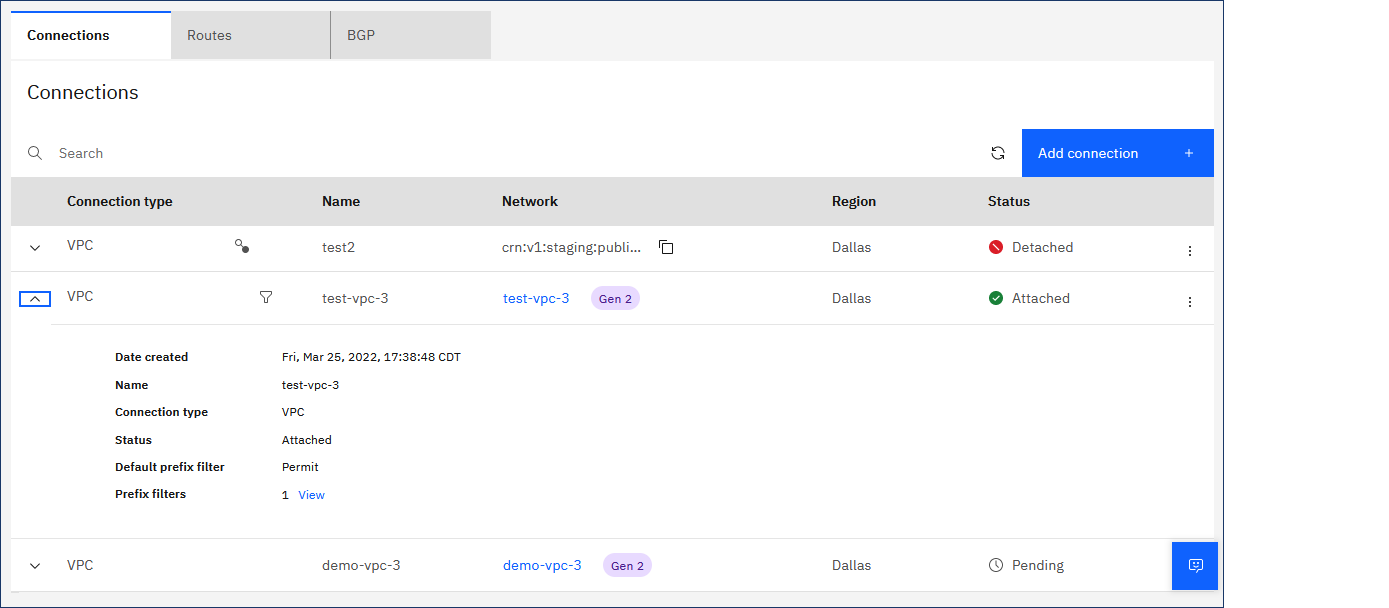 Connections Routes BGP
Connections
Search Add connection +
Connection type Name Network Region Status
VPC test2 crn:v1:staging:publi... Dallas Detached
VPC test-vpc-3 test-vpc-3 Gen 2 Dallas Attached
Date created Fri, Mar 25, 2022, 17:38:48 CDT
Name test-vpc-3
Connection type VPC
Status Attached
Default prefix filter Permit
Prefix filters 1 View
VPC demo-vpc-3 demo-vpc-3 Gen 2 Dallas Pending